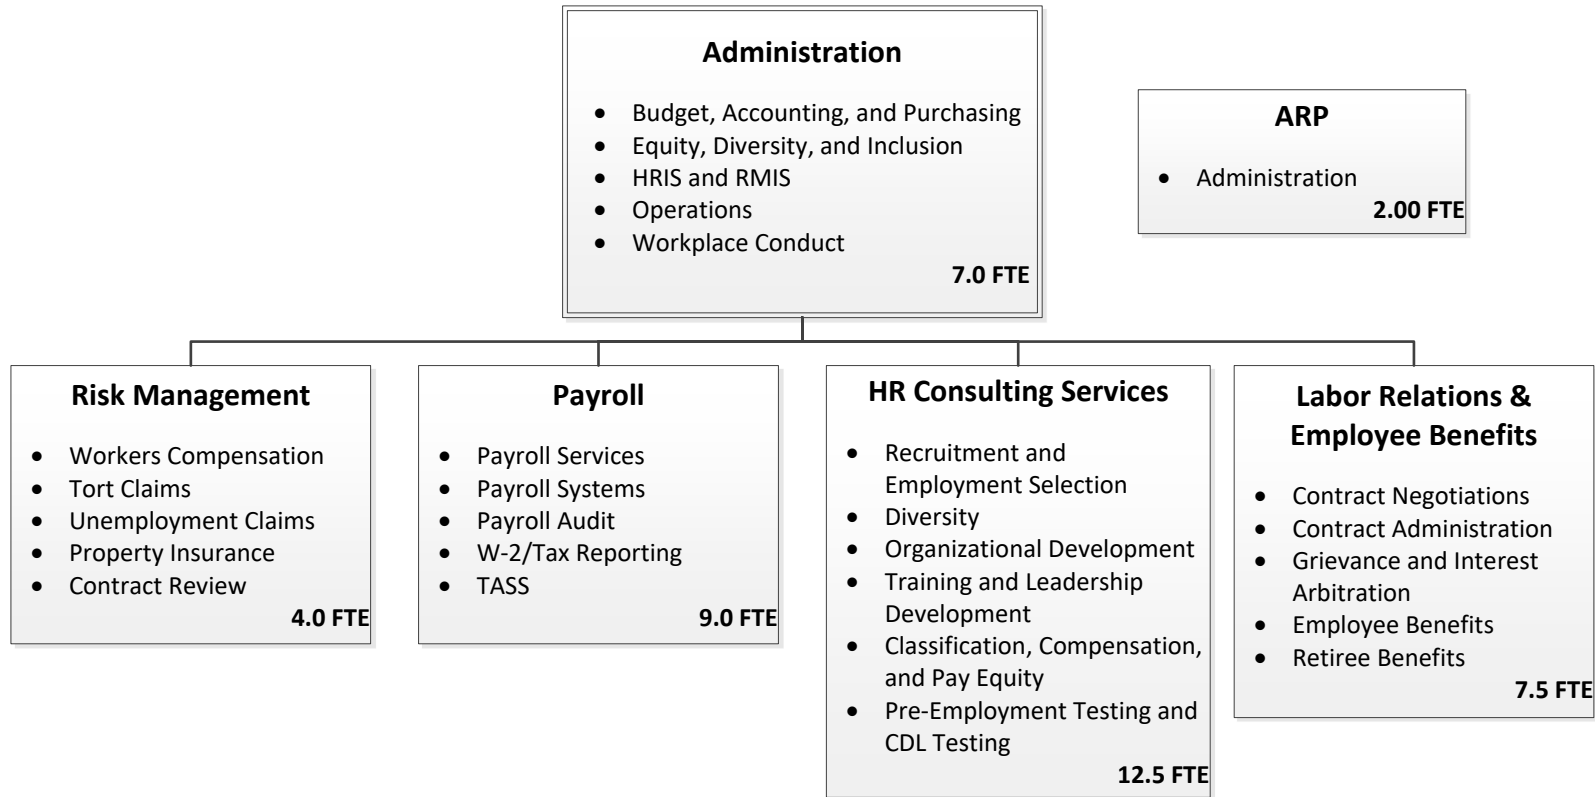 Administration
• Budget, Accounting, and Purchasing
• Equity, Diversity, and Inclusion
• HRIS and RMIS
• Operations
• Workplace Conduct
7.0 FTE
ARP
• Administration
2.00 FTE
Risk Management
• Workers Compensation
• Tort Claims
• Unemployment Claims
• Property Insurance
• Contract Review
4.0 FTE
Payroll
• Payroll Services
• Payroll Systems
• Payroll Audit
• W-2/Tax Reporting
• TASS
9.0 FTE
HR Consulting Services
• Recruitment and
Employment Selection
• Diversity
• Organizational Development
• Training and Leadership
Development
• Classification, Compensation,
and Pay Equity
• Pre-Employment Testing and
CDL Testing
12.5 FTE
Labor Relations &
Employee Benefits
• Contract Negotiations
• Contract Administration
• Grievance and Interest
Arbitration
• Employee Benefits
• Retiree Benefits
7.5 FTE